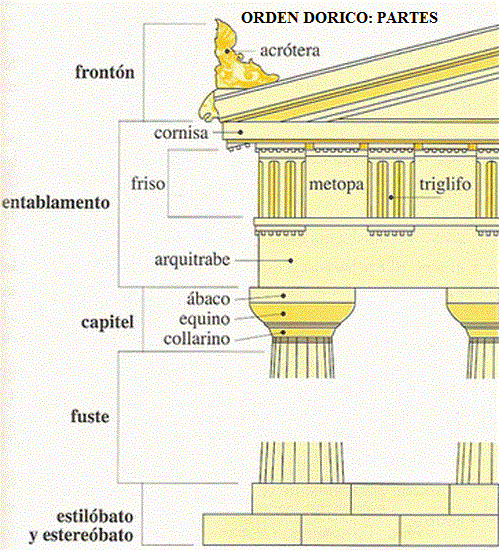 ORDEN DORICO: PARTES
acrótera
frontón
cornisa
friso
metopa
triglifo
entablamento
arquitrabe
ábaco
capitel
equino
collarino
fuste
estilóbato
y estereóbato